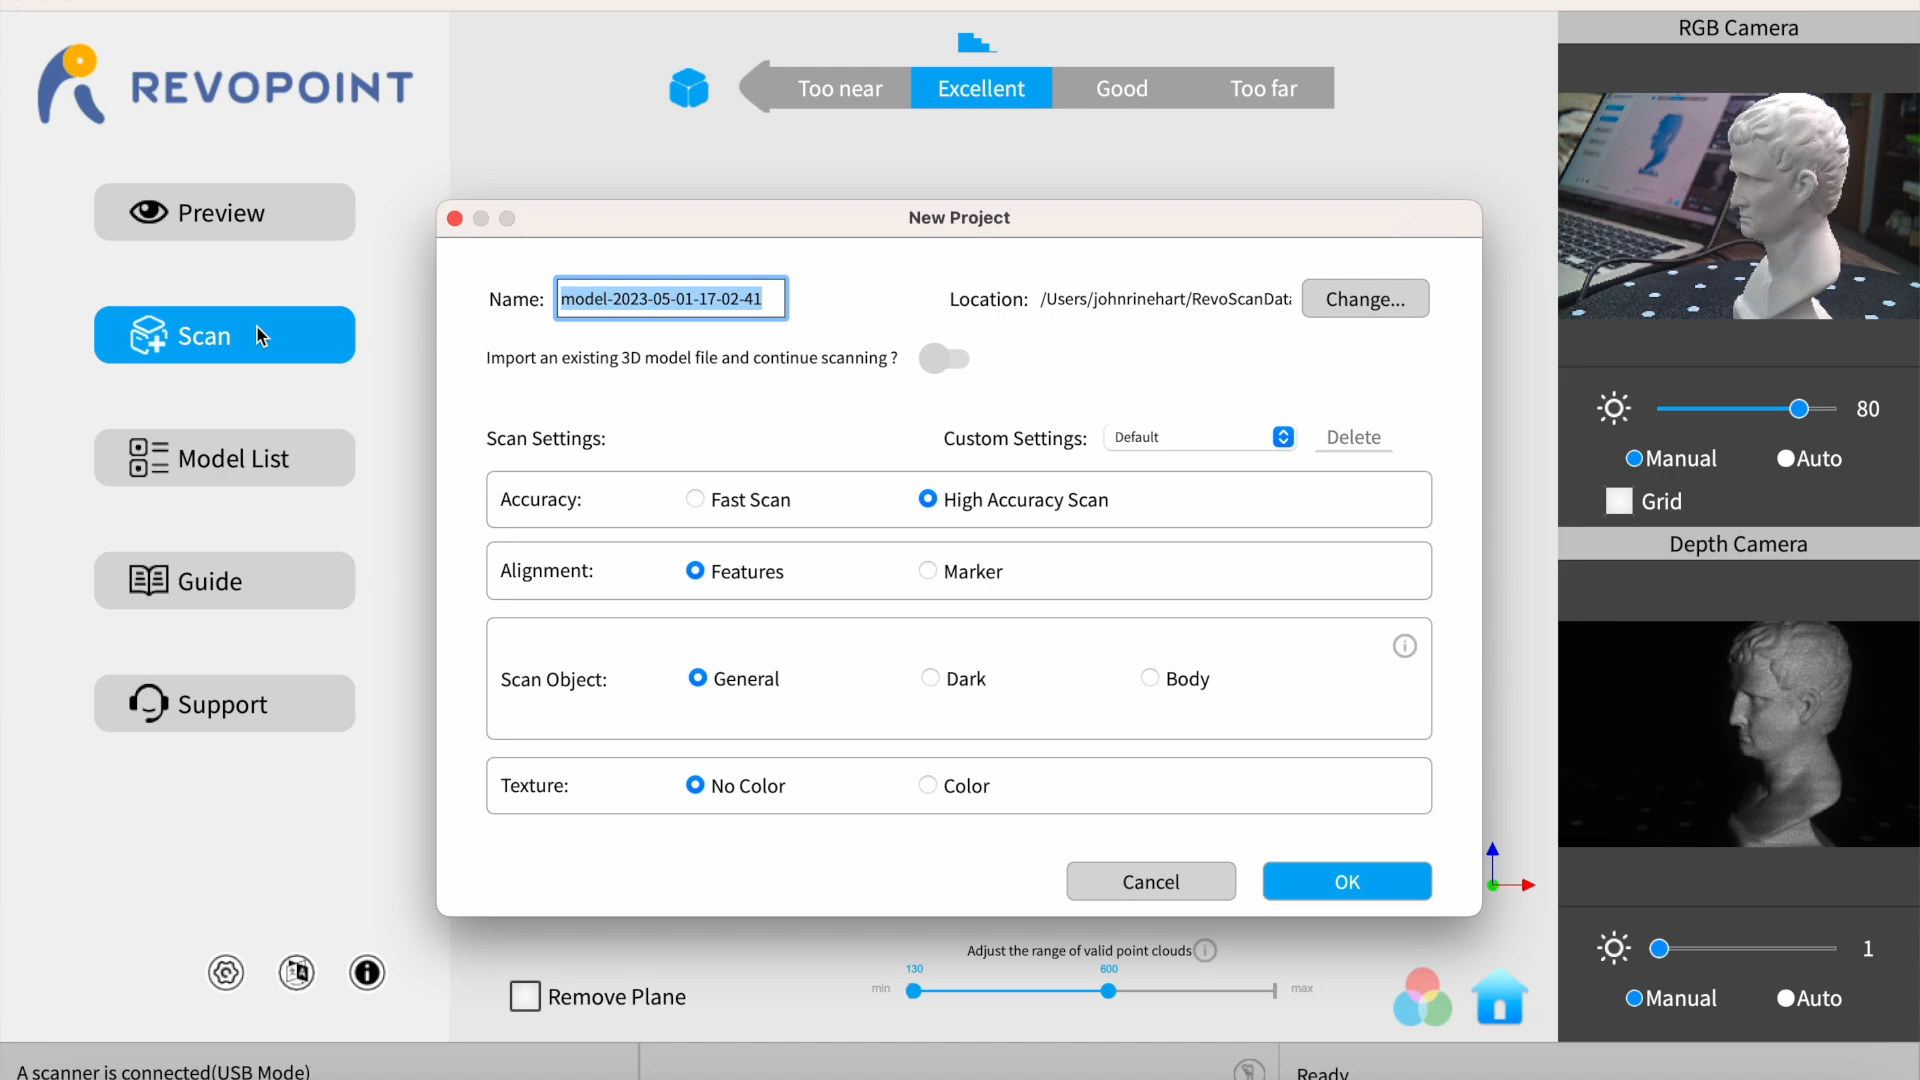 REVOPOINT
Preview
Scan
Model List
Guide
Support
Too near Excellent Good Too far
New Project
Name: model-2023-05-01-17-02-41
Location: /Users/johnrinehart/RevoScanData Change...
Import an existing 3D model file and continue scanning ?
Scan Settings:
Custom Settings: Default Delete
Accuracy: Fast Scan High Accuracy Scan
Alignment: Features Marker
Scan Object: General Dark Body
Texture: No Color Color
Cancel OK
Remove Plane
Adjust the range of valid point clouds
130 600
min max
RGB Camera
80
Manual Auto
Grid
Depth Camera
1
Manual Auto
A scanner is connected(USB Mode)
Ready